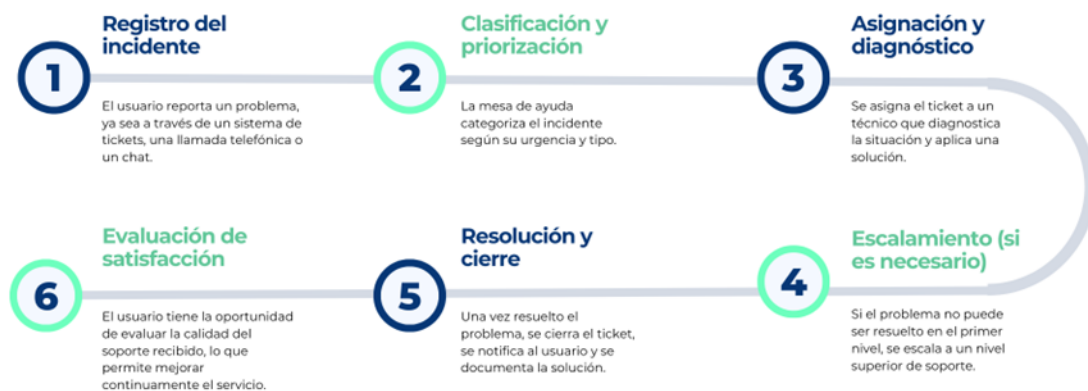 Registro del
incidente
1
El usuario reporta un problema,
ya sea a través de un sistema de
tickets, una llamada telefónica o
un chat.
Clasificación y
priorización
2
La mesa de ayuda
categoriza el incidente
según su urgencia y tipo.
Asignación y
diagnóstico
3
Se asigna el ticket a un
técnico que diagnostica
la situación y aplica una
solución.
Escalamiento (si
es necesario)
4
Si el problema no puede
ser resuelto en el primer
nivel, se escala a un nivel
superior de soporte.
Resolución y
cierre
5
Una vez resuelto el
problema, se cierra el ticket,
se notifica al usuario y se
documenta la solución.
Evaluación de
satisfacción
6
El usuario tiene la oportunidad
de evaluar la calidad del
soporte recibido, lo que
permite mejorar
continuamente el servicio.